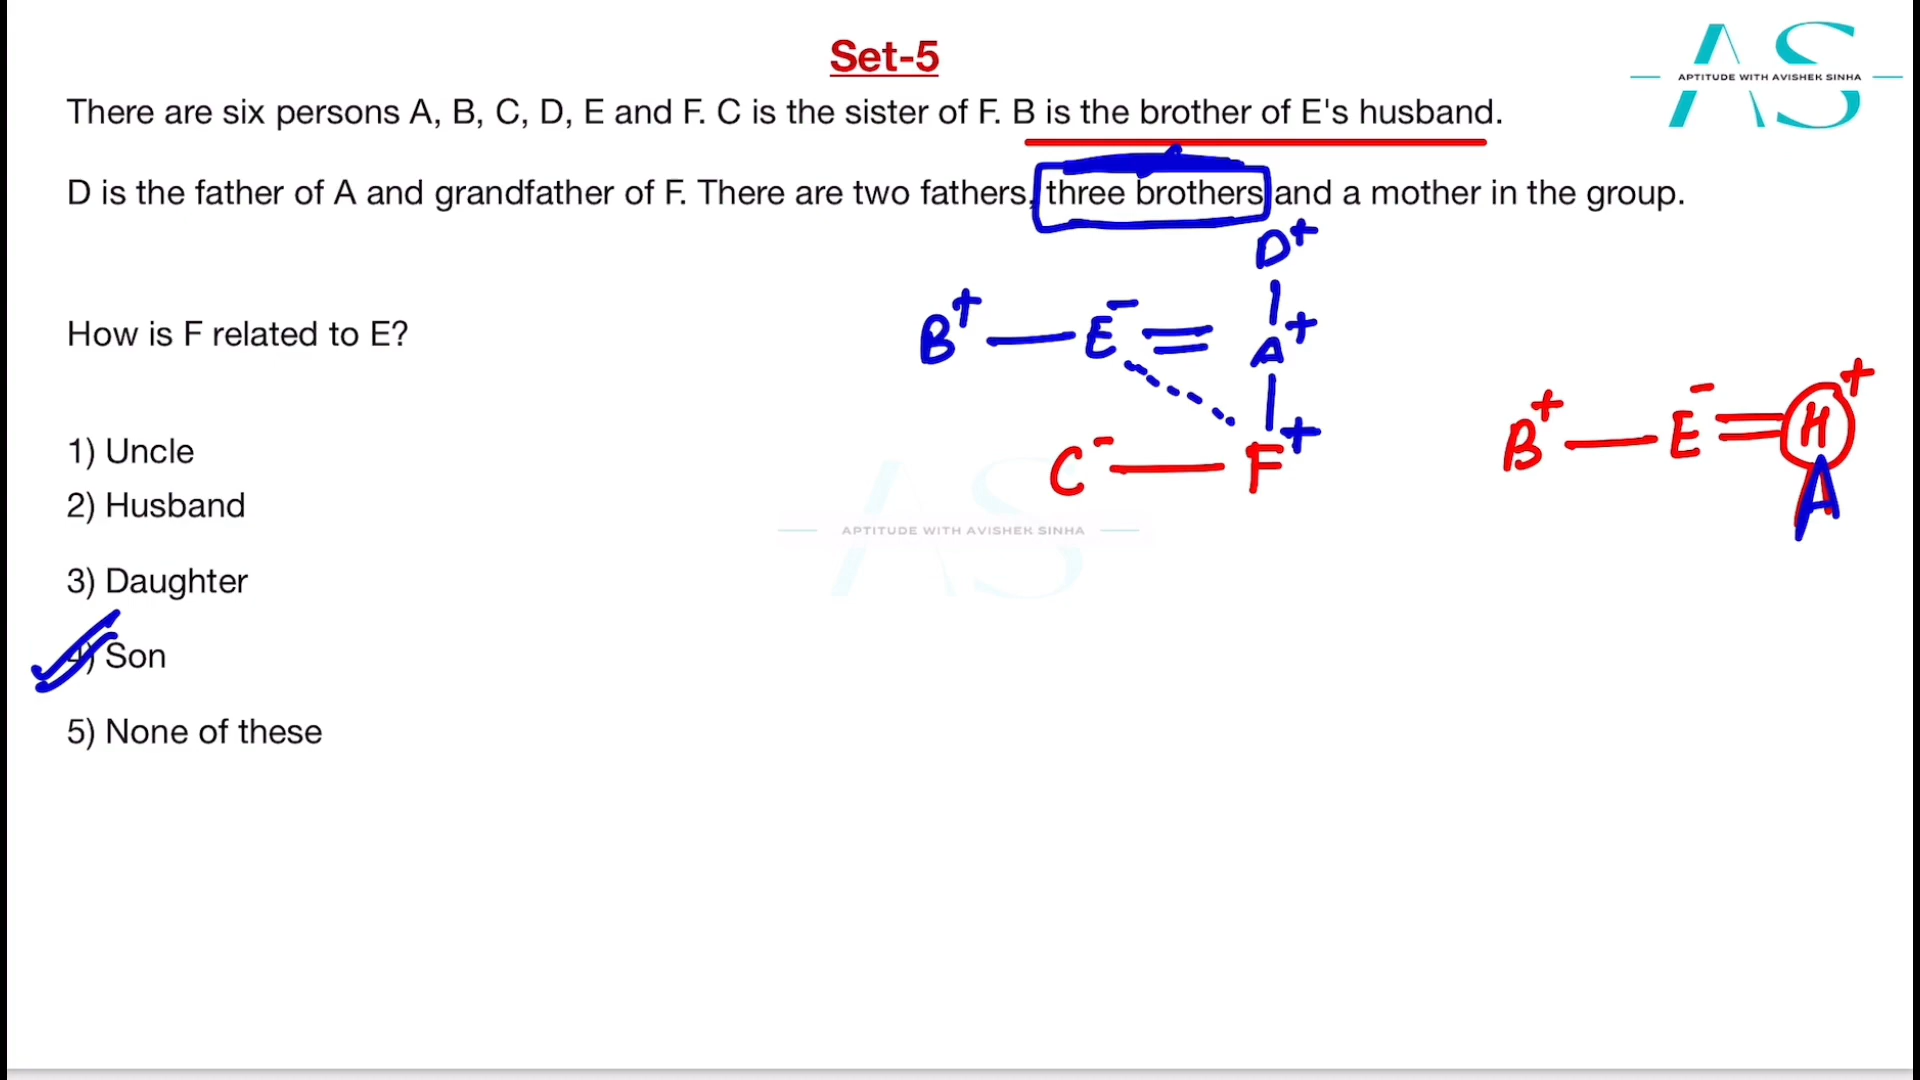 Set-5
AS
APTITUDE WITH AVISHEK SINHA
There are six persons A, B, C, D, E and F. C is the sister of F. B is the brother of E's husband.
D is the father of A and grandfather of F. There are two fathers, three brothers and a mother in the group.
D+
B+ — E- = A+
How is F related to E?
C- — F+
B+ — E- = H+
A
1) Uncle
2) Husband
APTITUDE WITH AVISHEK SINHA
3) Daughter
4) Son
5) None of these